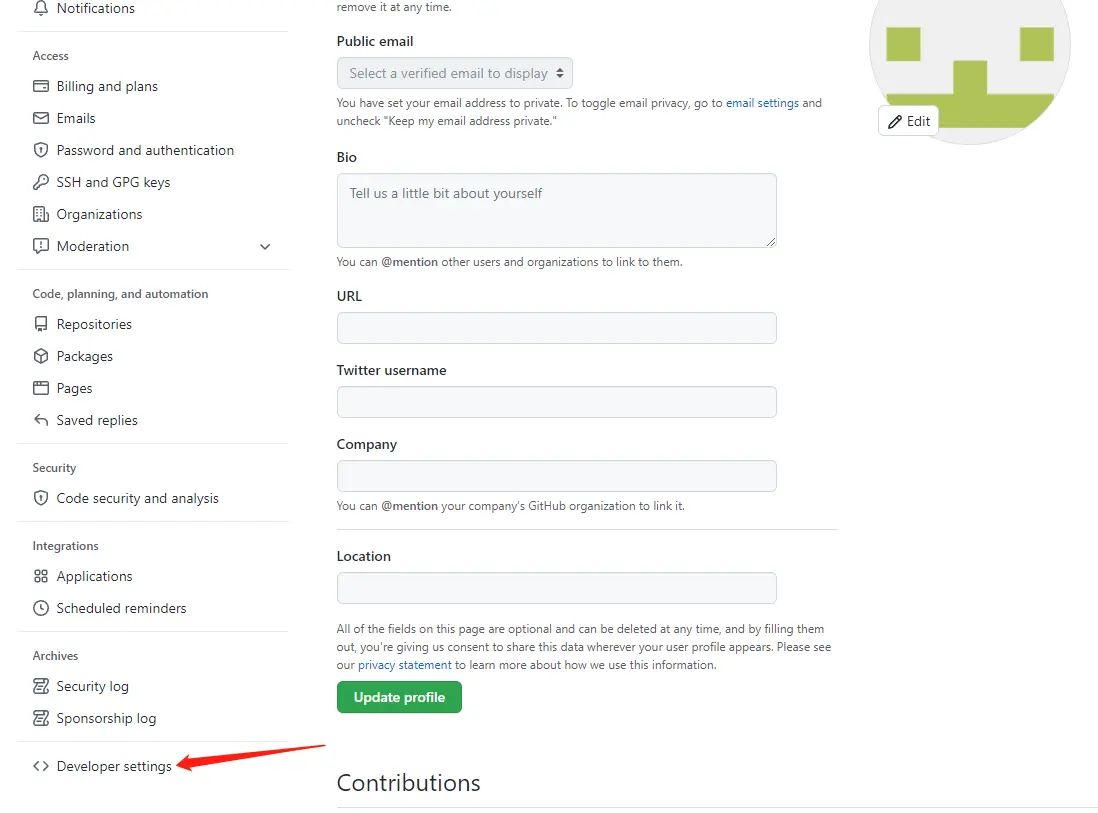 Notifications
Access
Billing and plans
Emails
Password and authentication
SSH and GPG keys
Organizations
Moderation
Code, planning, and automation
Repositories
Packages
Pages
Saved replies
Security
Code security and analysis
Integrations
Applications
Scheduled reminders
Archives
Security log
Sponsorship log
Developer settings
remove it at any time.
Public email
Select a verified email to display
You have set your email address to private. To toggle email privacy, go to email settings and
uncheck "Keep my email address private."
Bio
Tell us a little bit about yourself
You can @mention other users and organizations to link to them.
URL
Twitter username
Company
You can @mention your company's GitHub organization to link it.
Location
All of the fields on this page are optional and can be deleted at any time, and by filling them
out, you're giving us consent to share this data wherever your user profile appears. Please see
our privacy statement to learn more about how we use this information.
Update profile
Contributions
Edit